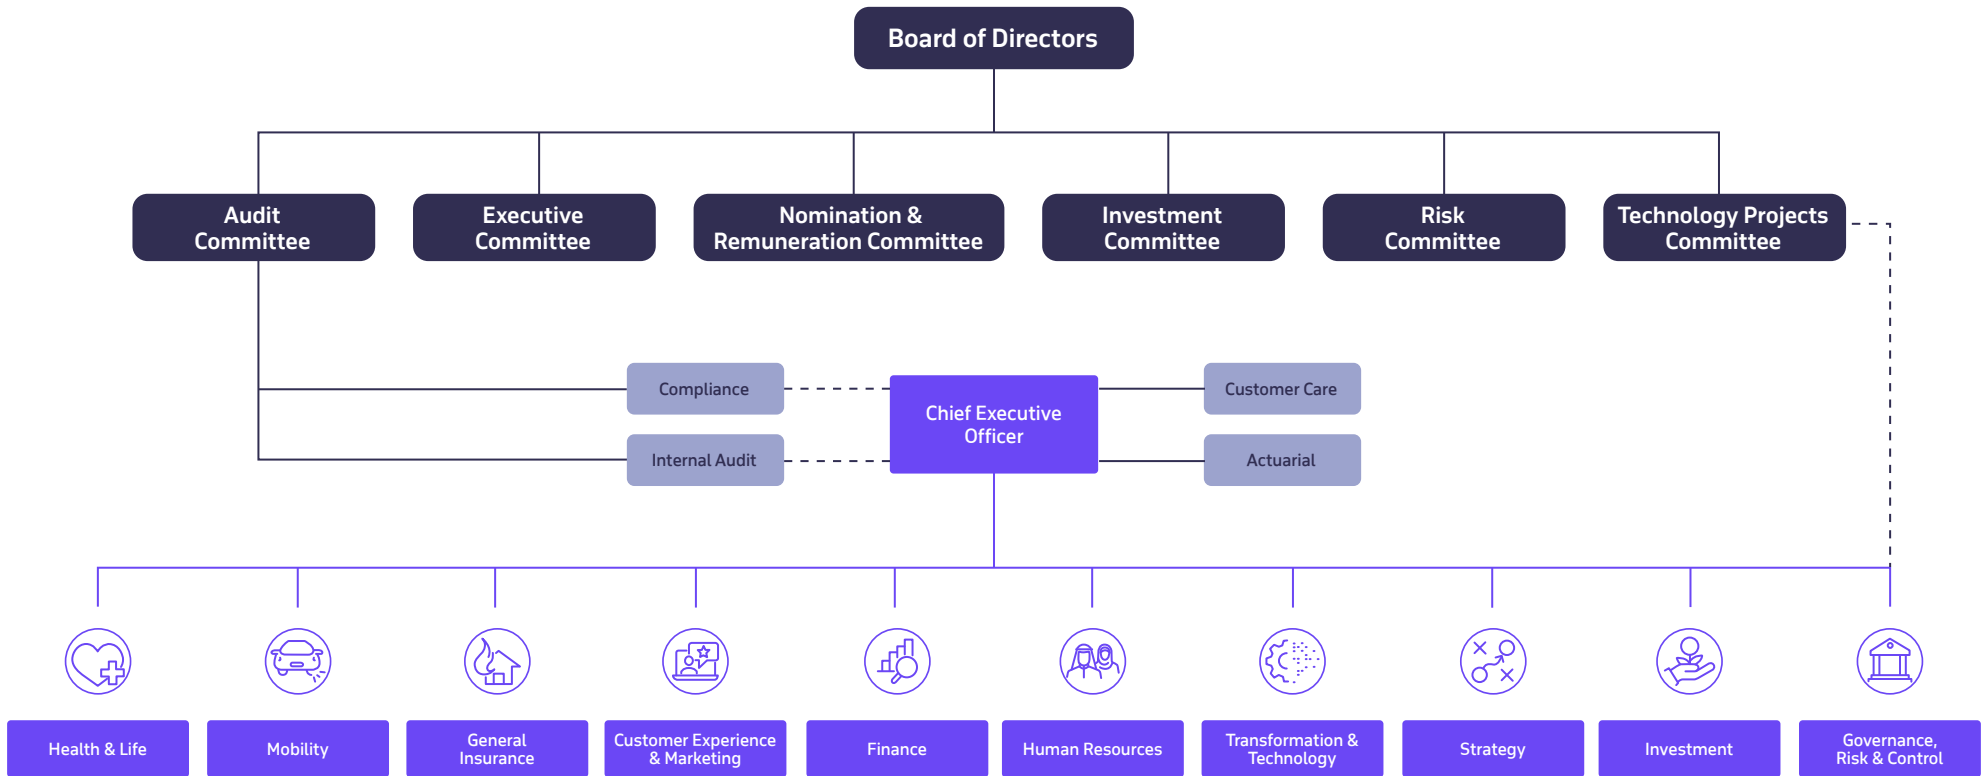 Board of Directors
Audit
Committee
Executive
Committee
Nomination &
Remuneration Committee
Investment
Committee
Risk
Committee
Technology Projects
Committee
Compliance
Internal Audit
Chief Executive
Officer
Customer Care
Actuarial
Health & Life
Mobility
General
Insurance
Customer Experience
& Marketing
Finance
Human Resources
Transformation &
Technology
Strategy
Investment
Governance,
Risk & Control